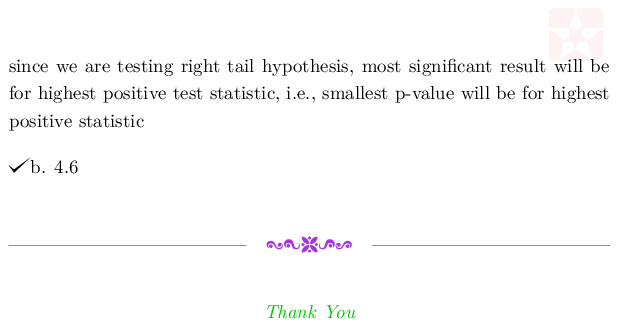 since we are testing right tail hypothesis, most significant result will be
for highest positive test statistic, i.e., smallest p-value will be for highest
positive statistic
✓b. 4.6
Thank You